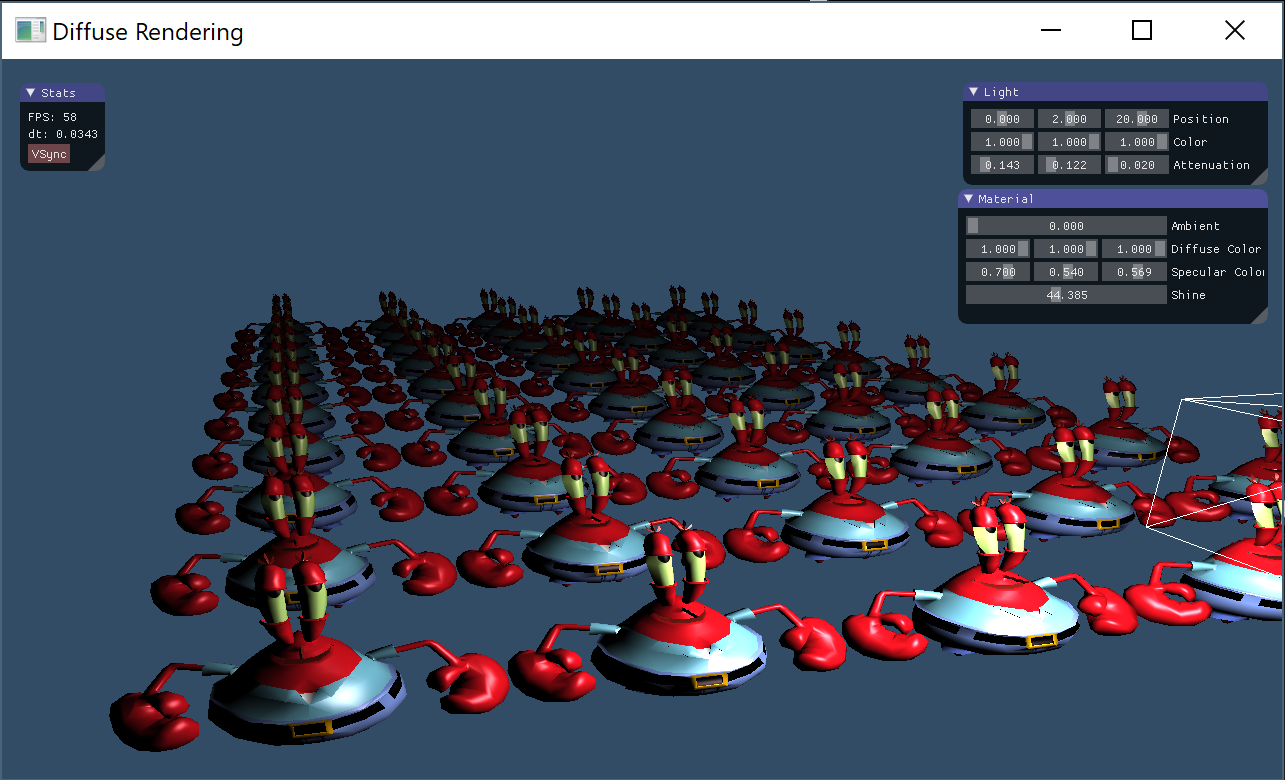 Diffuse Rendering
Stats
FPS: 58
dt: 0.0343
VSync
Light
0.000 2.000 20.000 Position
1.000 1.000 1.000 Color
0.143 0.122 0.020 Attenuation
Material
0.000 Ambient
1.000 1.000 1.000 Diffuse Color
0.700 0.540 0.569 Specular Color
44.385 Shine